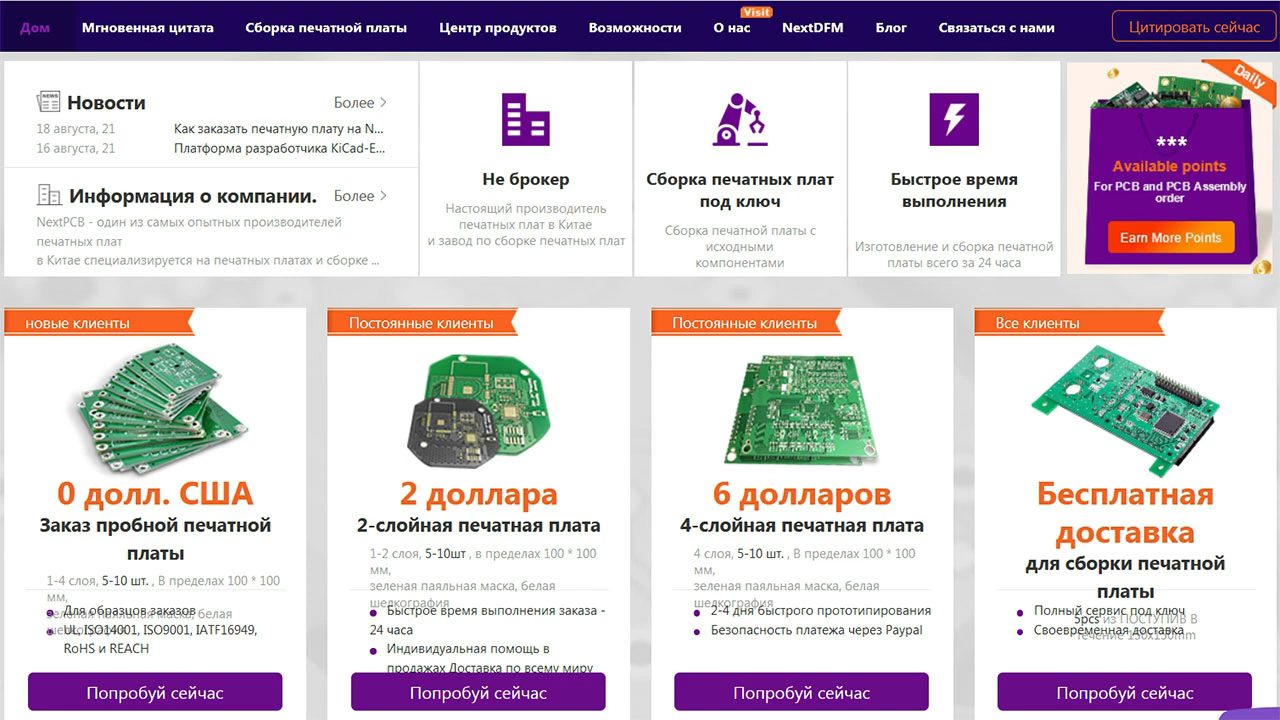 Visit
Дом Мгновенная цитата Сборка печатной платы Центр продуктов Возможности О нас NextDFM Блог Связаться с нами Цитировать сейчас
NEWS
Новости Более
18 августа, 21 Как заказать печатную плату на N...
16 августа, 21 Платформа разработчика KiCad-E...
Информация о компании. Более
NextPCB - один из самых опытных производителей
печатных плат
в Китае специализируется на печатных платах и сборке ...
Не брокер
Настоящий производитель
печатных плат в Китае
и завод по сборке печатных плат
Сборка печатных плат
под ключ
Сборка печатной платы с
исходными
компонентами
Быстрое время
выполнения
Изготовление и сборка печатной
платы всего за 24 часа
Daily
***
Available points
For PCB and PCB Assembly
order
Earn More Points
новые клиенты
0 долл. США
Заказ пробной печатной
платы
1-4 слоя, 5-10 шт. , В пределах 100 * 100
мм,
зеленая паяльная маска, белая
Для образцов заказов
UL, ISO14001, ISO9001, IATF16949,
RoHS и REACH
Попробуй сейчас
Постоянные клиенты
2 доллара
2-слойная печатная плата
1-2 слоя, 5-10шт , в пределах 100 * 100
мм,
зеленая паяльная маска, белая
шелкография
Быстрое время выполнения заказа -
24 часа
Индивидуальная помощь в
продажах Доставка по всему миру
Попробуй сейчас
Постоянные клиенты
6 долларов
4-слойная печатная плата
4 слоя, 5-10 шт. , В пределах 100 * 100
мм,
зеленая паяльная маска, белая
шелкография
2-4 дня быстрого прототипирования
Безопасность платежа через Paypal
Попробуй сейчас
Все клиенты
Бесплатная
доставка
для сборки печатной
платы
5pcs из ПОСТУПИВ В
течение 150x150mm
Полный сервис под ключ
Своевременная доставка
Попробуй сейчас